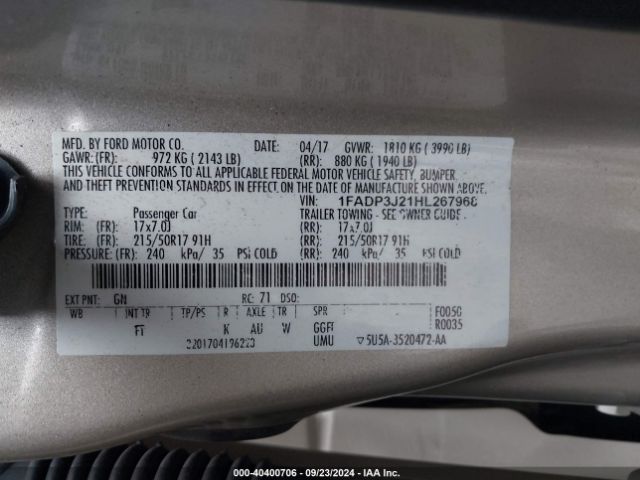 MFD. BY FORD MOTOR CO. DATE: 04/17 GVWR: 1810 KG ( 3990 LB)
GAWR: (FR): 972 KG ( 2143 LB) (RR): 880 KG ( 1940 LB)
THIS VEHICLE CONFORMS TO ALL APPLICABLE FEDERAL MOTOR VEHICLE SAFETY, BUMPER,
AND THEFT PREVENTION STANDARDS IN EFFECT ON THE DATE OF MANUFACTURE SHOWN ABOVE.
VIN: 1FADP3J21HL267968
TYPE: Passenger Car TRAILER TOWING - SEE OWNER GUIDE
RIM: (FR): 17x7.0J (RR): 17x7.0J
TIRE: (FR): 215/50R17 91H (RR): 215/50R17 91H
PRESSURE: (FR): 240 kPa/ 35 PSI COLD (RR): 240 kPa/ 35 PSI COLD
EXT PNT: GN RC: 71 DSO:
WB INT TR TP/PS R AXLE TR SPR F0050
FT K AU W GGFF R0035
UMU 5U5A-3520472-AA
000-40400706 - 09/23/2024 - IAA Inc.